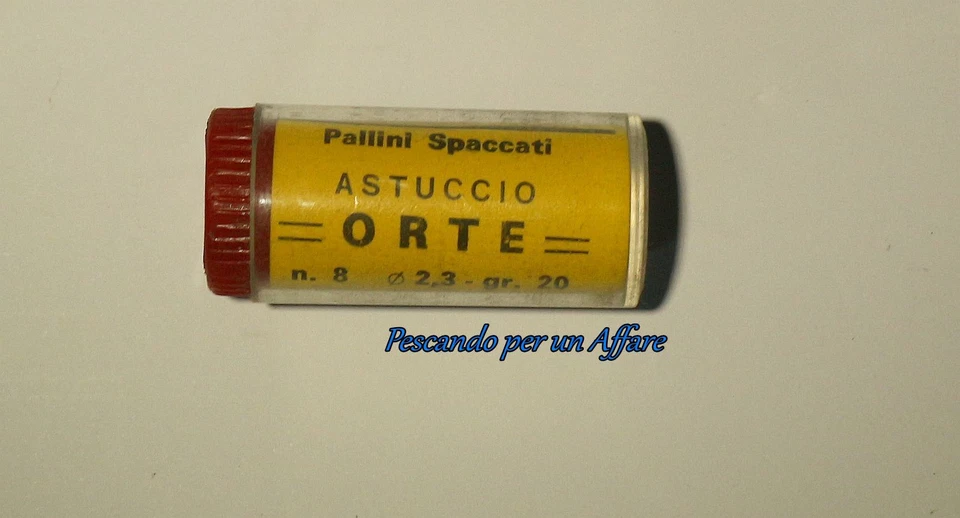 Pallini Spaccati
ASTUCCIO
ORTE
n. 8 ⌀ 2,3 - gr. 20
Pescando per un Affare